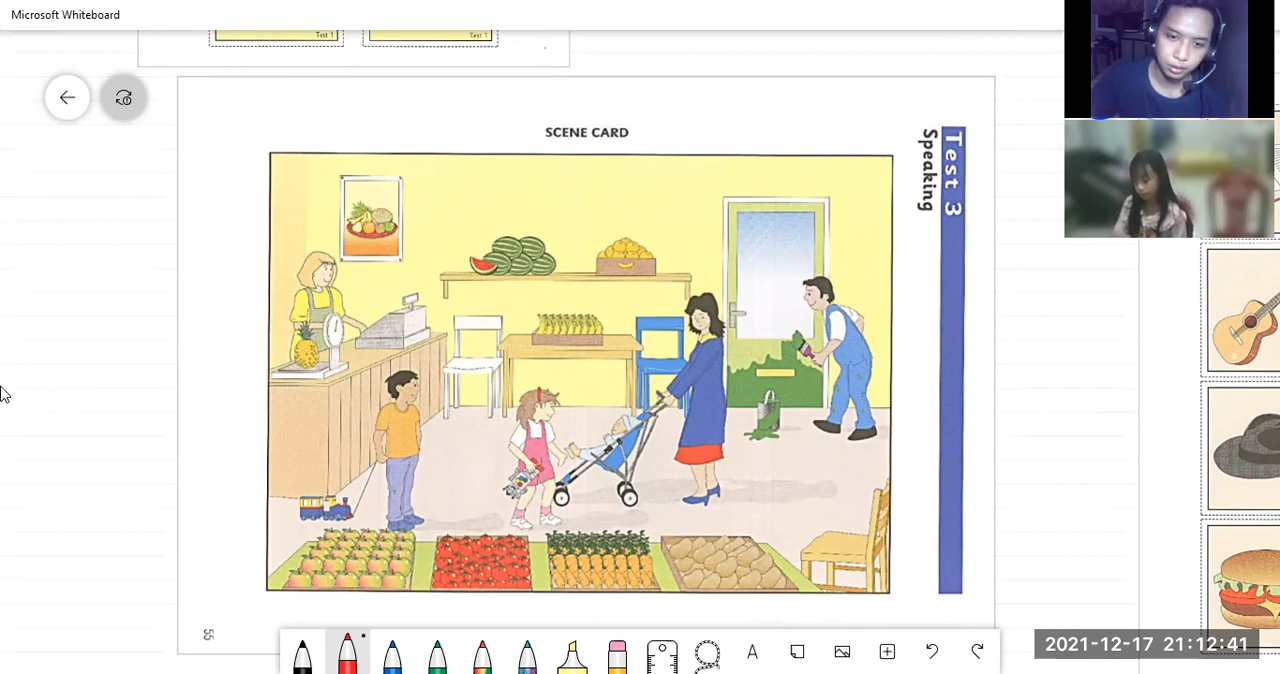 Microsoft Whiteboard
Test 1
Test 1
SCENE CARD
Test 3
Speaking
55
A
2021-12-17 21:12:41